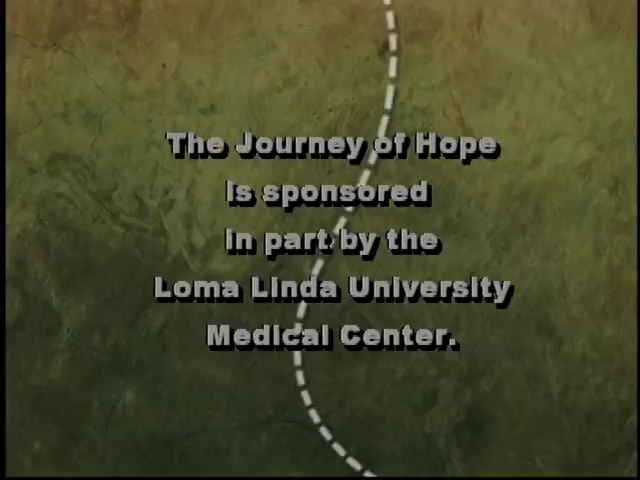 The Journey of Hope
is sponsored
in part by the
Loma Linda University
Medical Center.